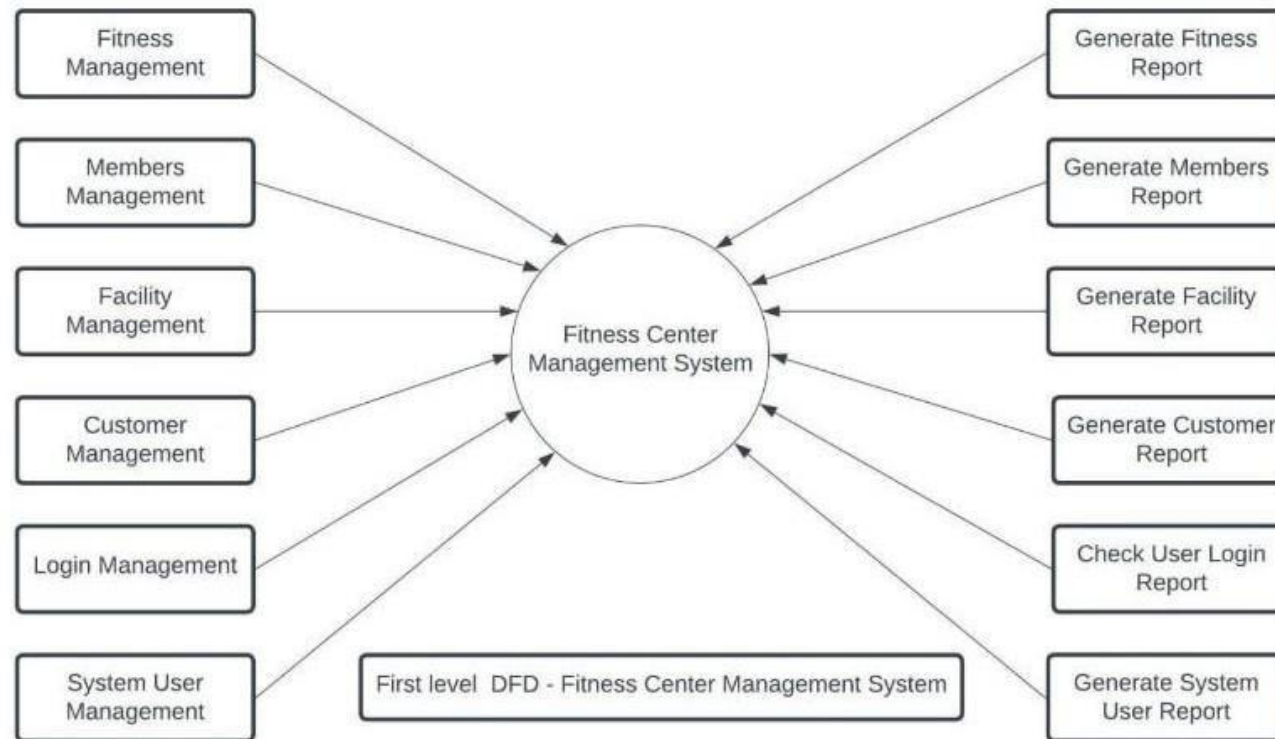 Fitness
Management
Members
Management
Facility
Management
Customer
Management
Login Management
System User
Management
Fitness Center
Management System
First level DFD - Fitness Center Management System
Generate Fitness
Report
Generate Members
Report
Generate Facility
Report
Generate Customer
Report
Check User Login
Report
Generate System
User Report